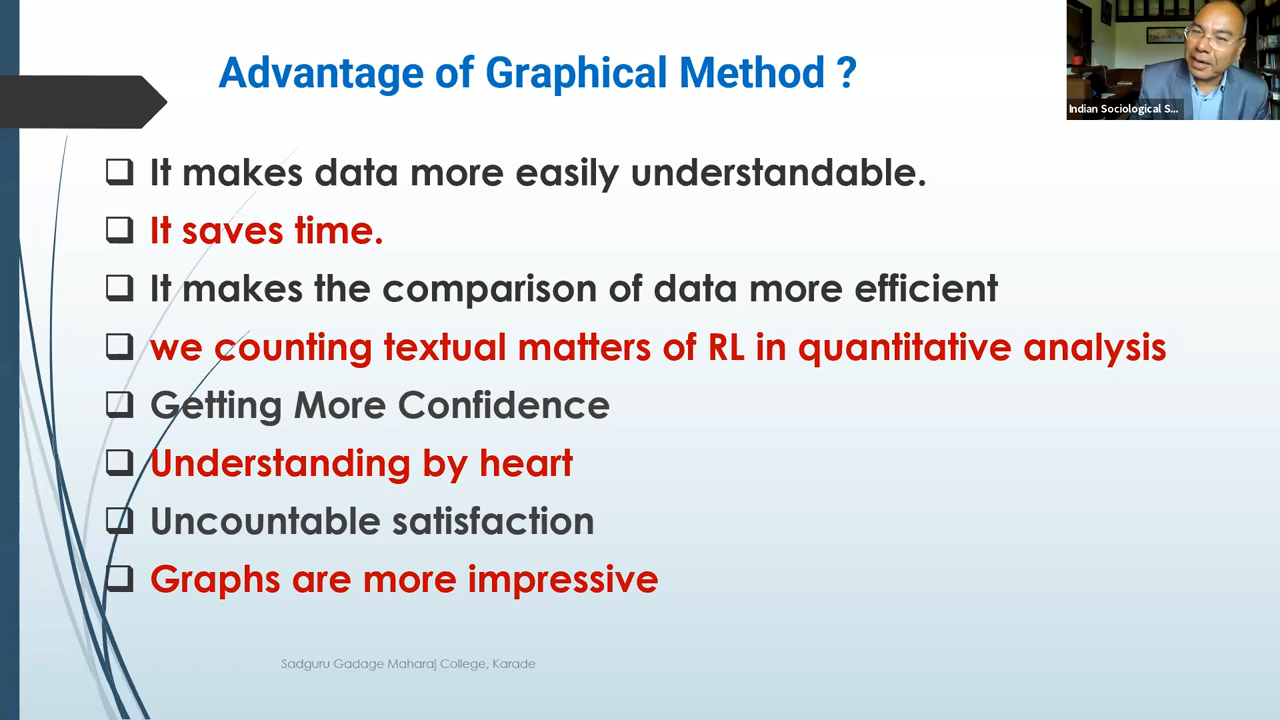 Advantage of Graphical Method ?
Indian Sociological S...
It makes data more easily understandable.
It saves time.
It makes the comparison of data more efficient
we counting textual matters of RL in quantitative analysis
Getting More Confidence
Understanding by heart
Uncountable satisfaction
Graphs are more impressive
Sadguru Gadage Maharaj College, Karade